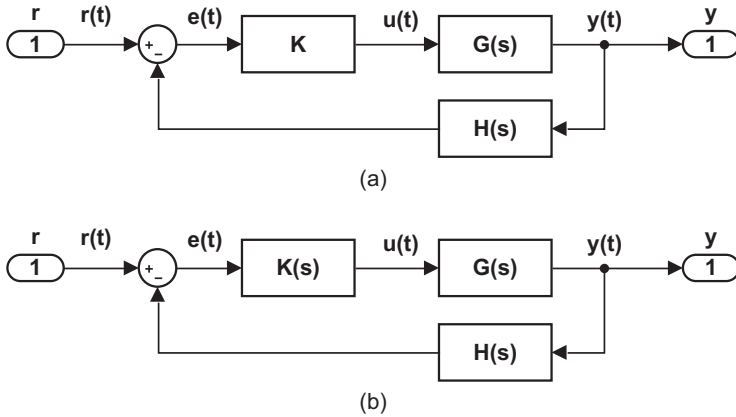 r r(t) e(t) u(t) y(t) y
1 + − K G(s) 1
H(s)
(a)
r r(t) e(t) u(t) y(t) y
1 + − K(s) G(s) 1
H(s)
(b)